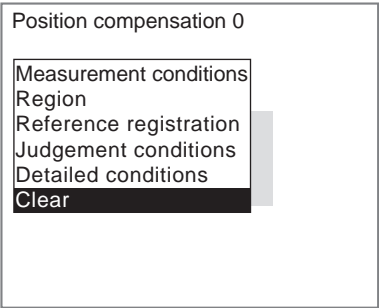 Position compensation 0
Measurement conditions
Region
Reference registration
Judgement conditions
Detailed conditions
Clear